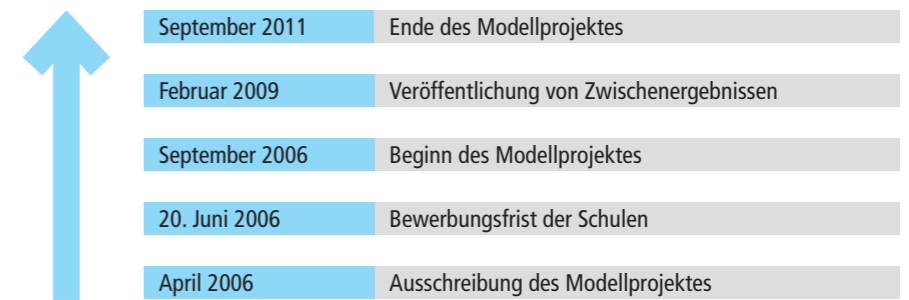 September 2011 Ende des Modellprojektes
Februar 2009 Veröffentlichung von Zwischenergebnissen
September 2006 Beginn des Modellprojektes
20. Juni 2006 Bewerbungsfrist der Schulen
April 2006 Ausschreibung des Modellprojektes